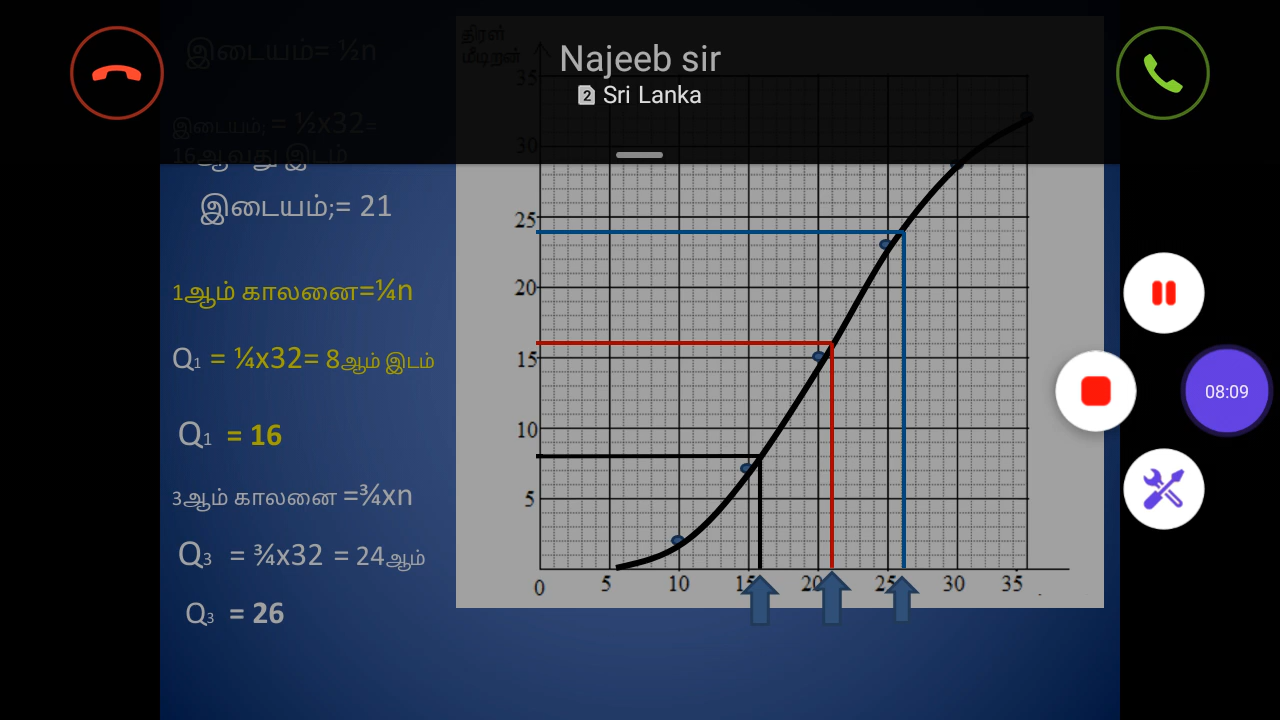 Najeeb sir
2 Sri Lanka
இடையம்= ½n
இடையம்; = ½x32=
16ஆவது இடம்
இடையம்;= 21
1ஆம் காலனை=¼n
Q1 = ¼x32= 8ஆம் இடம்
Q1 = 16
3ஆம் காலனை =¾xn
Q3 = ¾x32 = 24ஆம்
Q3 = 26
திரள்
மீடிறன்
35
30
25
20
15
10
5
0 5 10 15 20 25 30 35
08:09